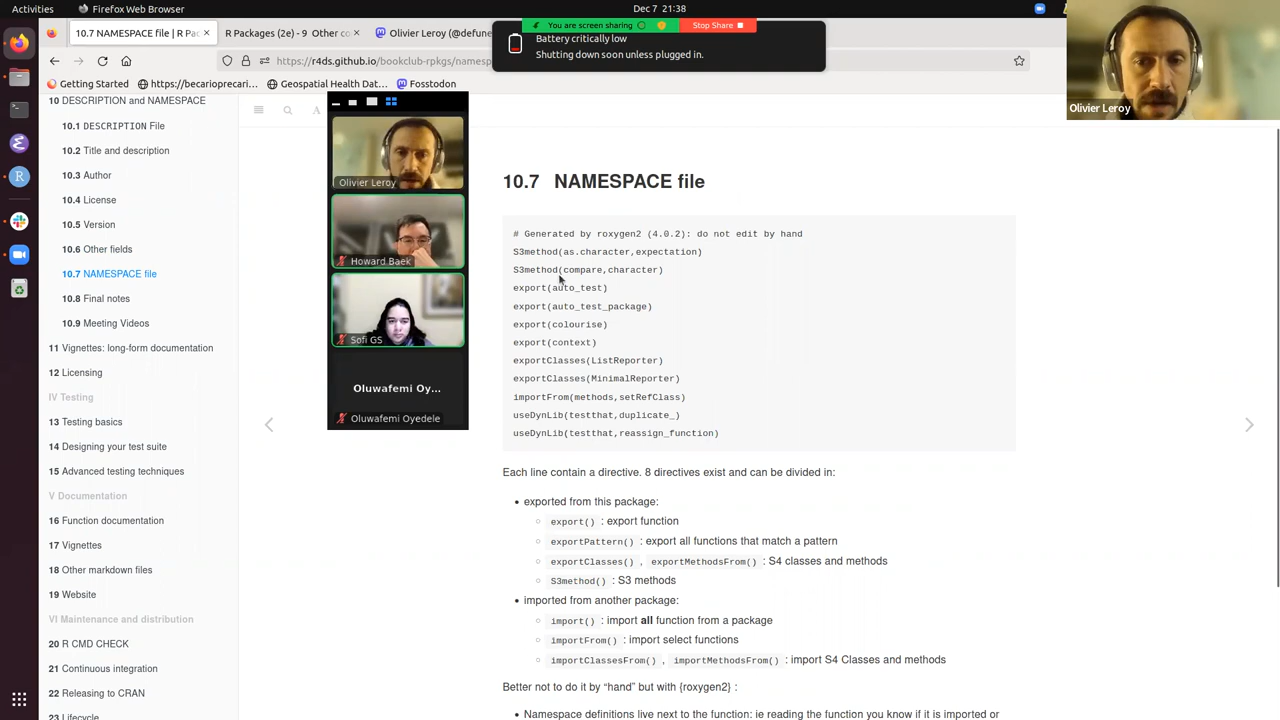 Activities
Firefox Web Browser
Dec 7 21:38
10.7 NAMESPACE file | R Pac
R Packages (2e) - 9 Other co
Olivier Leroy (@defune
You are screen sharing
Stop Share
Battery critically low
Shutting down soon unless plugged in.
https://r4ds.github.io/bookclub-rpkgs/namesp
Getting Started
https://becarioprecari...
Geospatial Health Dat...
Fosstodon
Olivier Leroy
10 DESCRIPTION and NAMESPACE
10.1 DESCRIPTION File
10.2 Title and description
10.3 Author
10.4 License
10.5 Version
10.6 Other fields
10.7 NAMESPACE file
10.8 Final notes
10.9 Meeting Videos
11 Vignettes: long-form documentation
12 Licensing
IV Testing
13 Testing basics
14 Designing your test suite
15 Advanced testing techniques
V Documentation
16 Function documentation
17 Vignettes
18 Other markdown files
19 Website
VI Maintenance and distribution
20 R CMD CHECK
21 Continuous integration
22 Releasing to CRAN
23 Lifecycle
Olivier Leroy
Howard Baek
Sofi GS
Oluwafemi Oy...
Oluwafemi Oyedele
10.7 NAMESPACE file
# Generated by roxygen2 (4.0.2): do not edit by hand
S3method(as.character,expectation)
S3method(compare,character)
export(auto_test)
export(auto_test_package)
export(colourise)
export(context)
exportClasses(ListReporter)
exportClasses(MinimalReporter)
importFrom(methods,setRefClass)
useDynLib(testthat,duplicate_)
useDynLib(testthat,reassign_function)
Each line contain a directive. 8 directives exist and can be divided in:
• exported from this package:
export() : export function
exportPattern() : export all functions that match a pattern
exportClasses() , exportMethodsFrom() : S4 classes and methods
S3method() : S3 methods
• imported from another package:
import() : import all function from a package
importFrom() : import select functions
importClassesFrom() , importMethodsFrom() : import S4 Classes and methods
Better not to do it by “hand” but with {roxygen2} :
• Namespace definitions live next to the function: ie reading the function you know if it is imported or